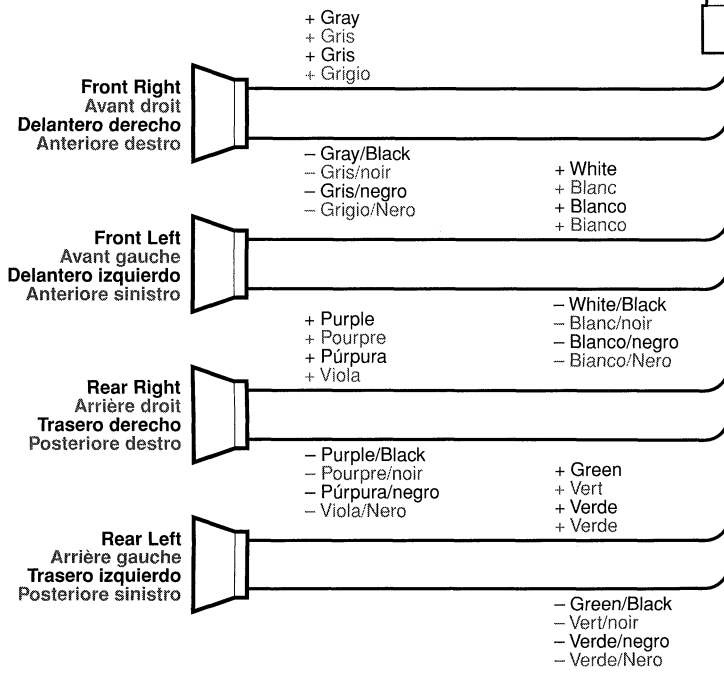 + Gray
+ Gris
+ Gris
+ Grigio
Front Right
Avant droit
Delantero derecho
Anteriore destro
– Gray/Black
– Gris/noir
– Gris/negro
– Grigio/Nero
+ White
+ Blanc
+ Blanco
+ Bianco
Front Left
Avant gauche
Delantero izquierdo
Anteriore sinistro
– White/Black
– Blanc/noir
– Blanco/negro
– Bianco/Nero
+ Purple
+ Pourpre
+ Púrpura
+ Viola
Rear Right
Arrière droit
Trasero derecho
Posteriore destro
– Purple/Black
– Pourpre/noir
– Púrpura/negro
– Viola/Nero
+ Green
+ Vert
+ Verde
+ Verde
Rear Left
Arrière gauche
Trasero izquierdo
Posteriore sinistro
– Green/Black
– Vert/noir
– Verde/negro
– Verde/Nero